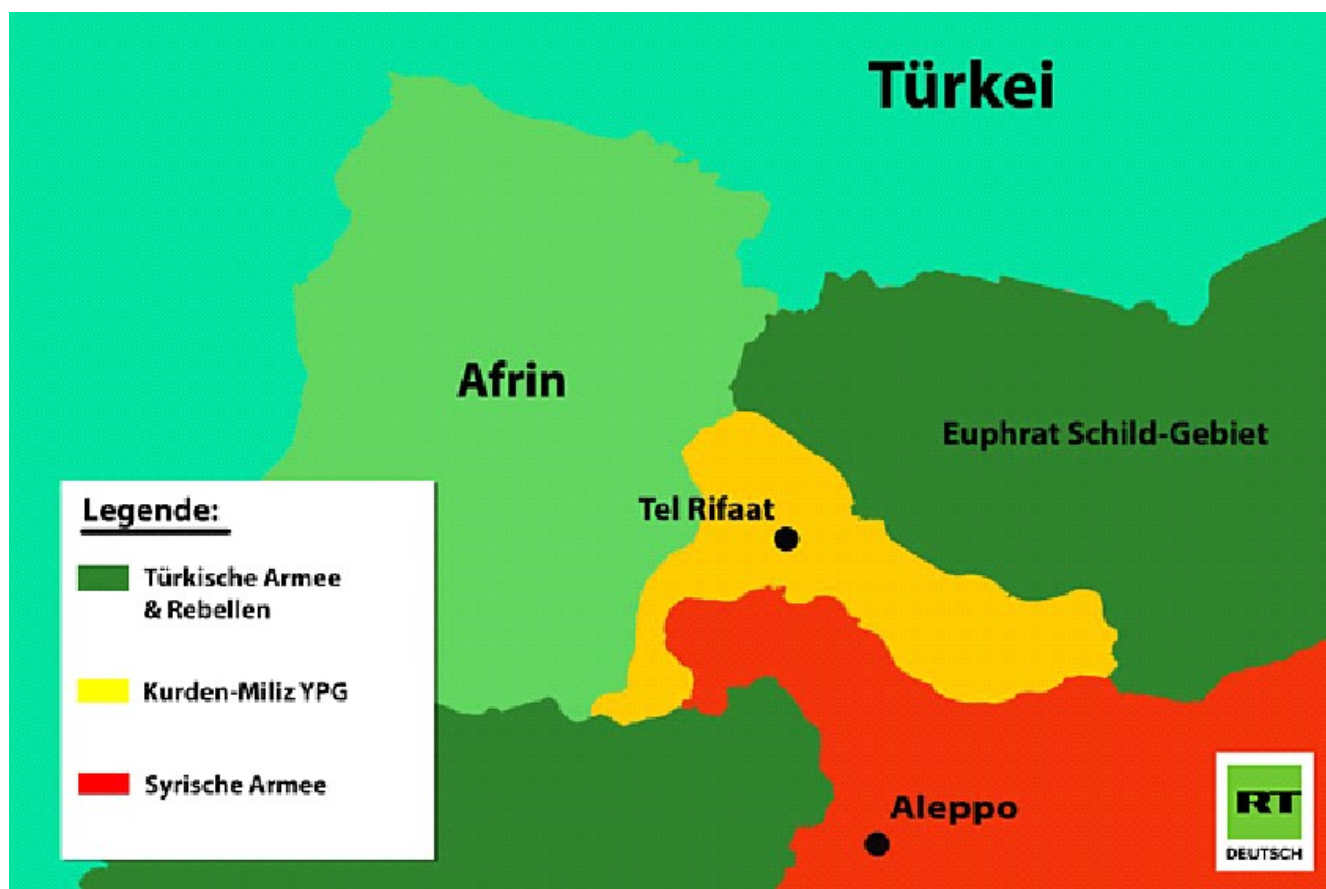 Türkei
Afrin
Euphrat Schild-Gebiet
Tel Rifaat
Legende:
Türkische Armee
& Rebellen
Kurden-Miliz YPG
Syrische Armee
Aleppo
RT
DEUTSCH